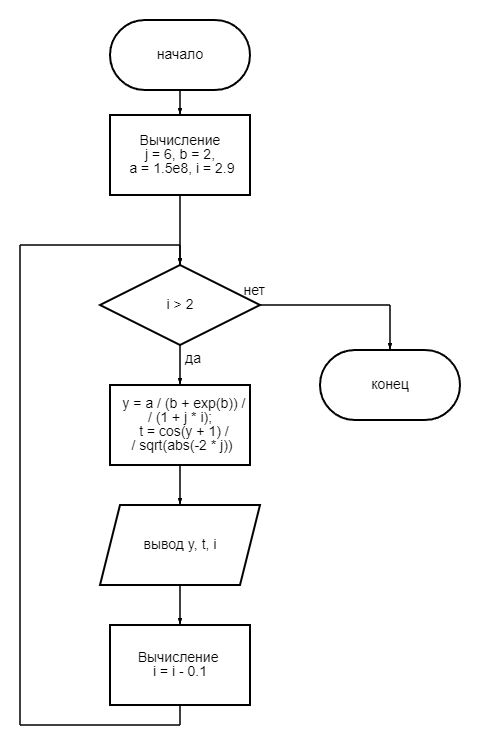 начало
Вычисление
j = 6, b = 2,
a = 1.5e8, i = 2.9
i > 2
нет
да
конец
y = a / (b + exp(b)) /
/ (1 + j * i);
t = cos(y + 1) /
/ sqrt(abs(-2 * j))
вывод y, t, i
Вычисление
i = i - 0.1